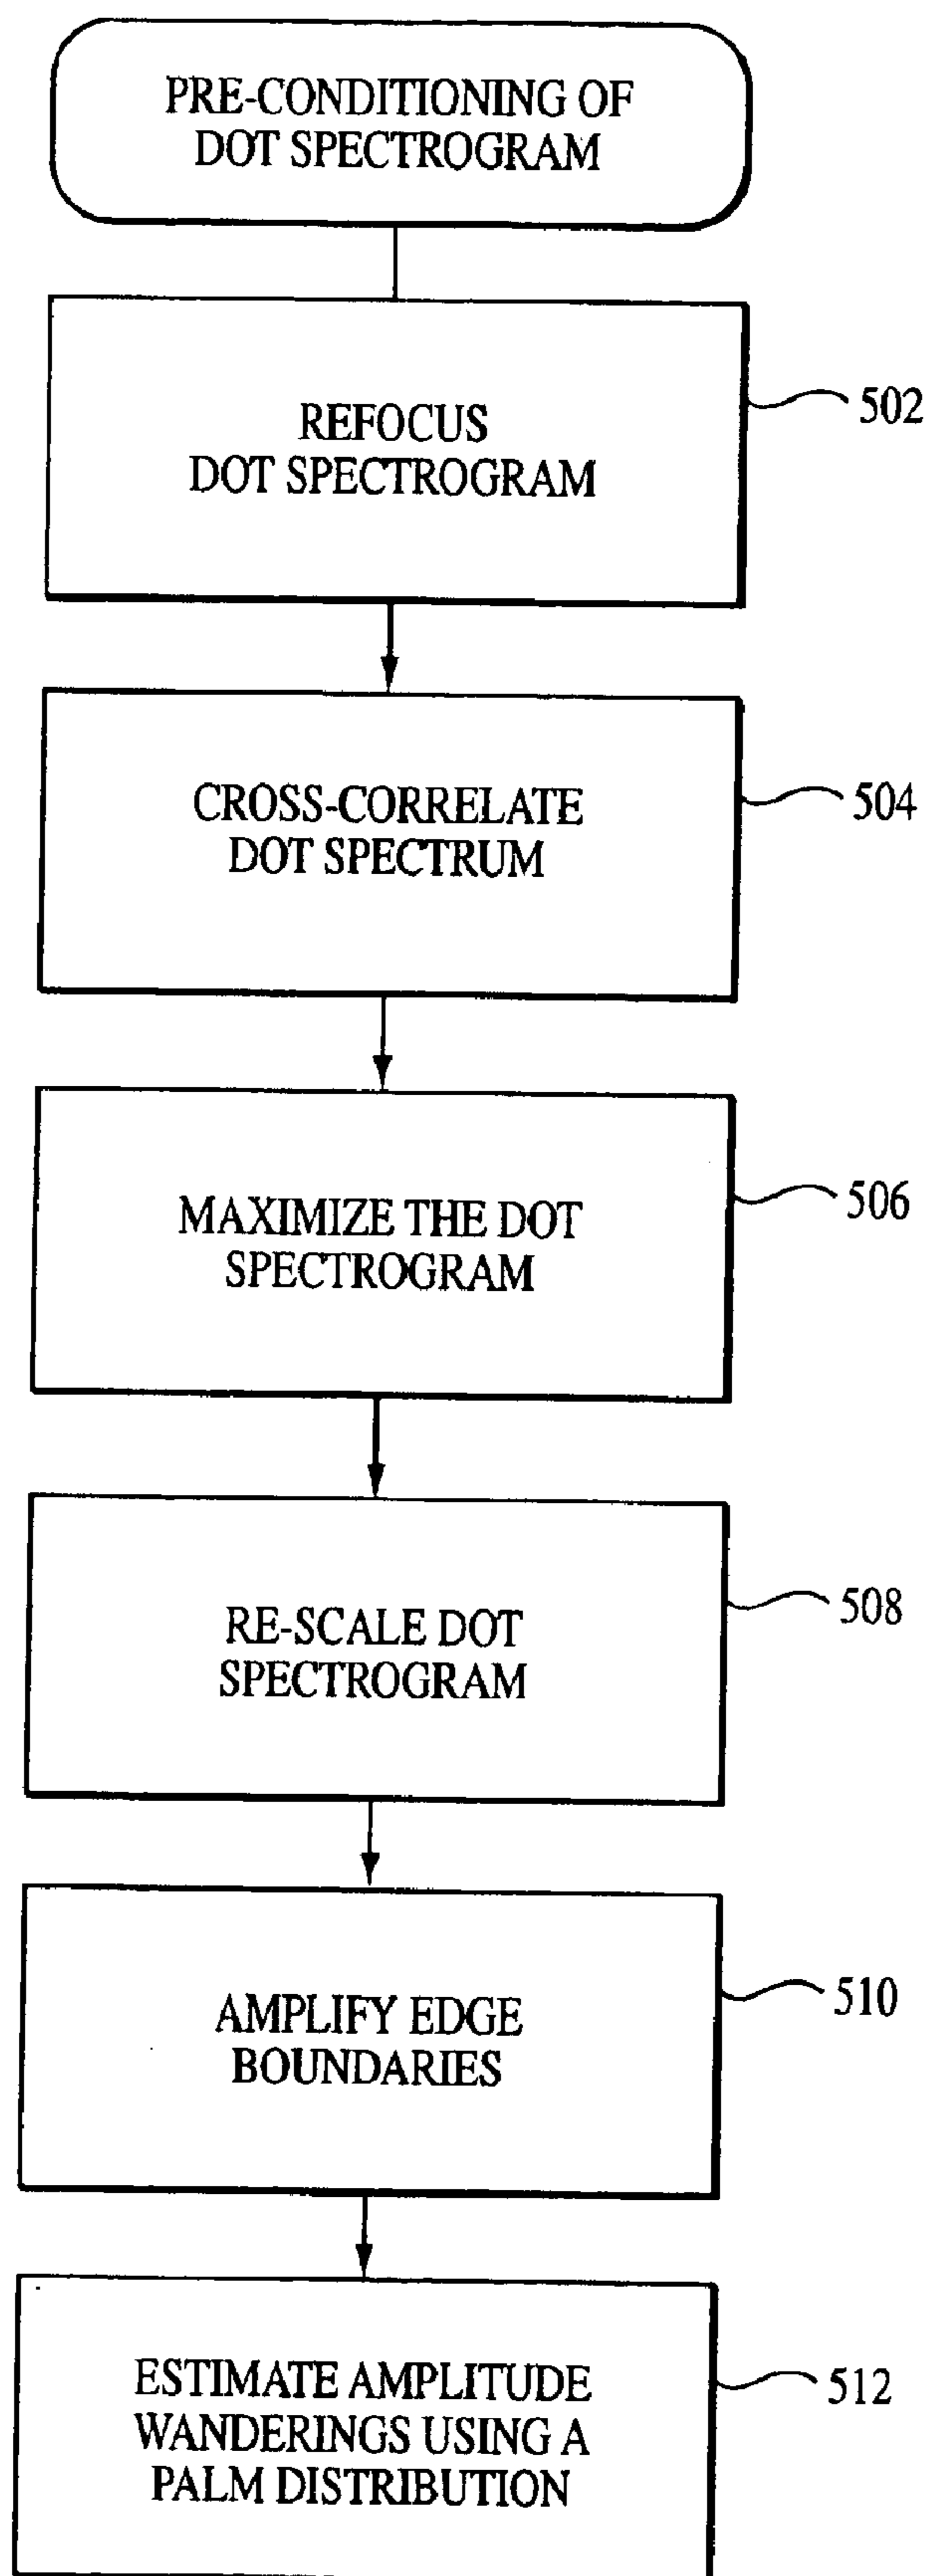 PRE-CONDITIONING OF
DOT SPECTROGRAM
REFOCUS
DOT SPECTROGRAM
502
CROSS-CORRELATE
DOT SPECTRUM
504
MAXIMIZE THE DOT
SPECTROGRAM
506
RE-SCALE DOT
SPECTROGRAM
508
AMPLIFY EDGE
BOUNDARIES
510
ESTIMATE AMPLITUDE
WANDERINGS USING A
PALM DISTRIBUTION
512